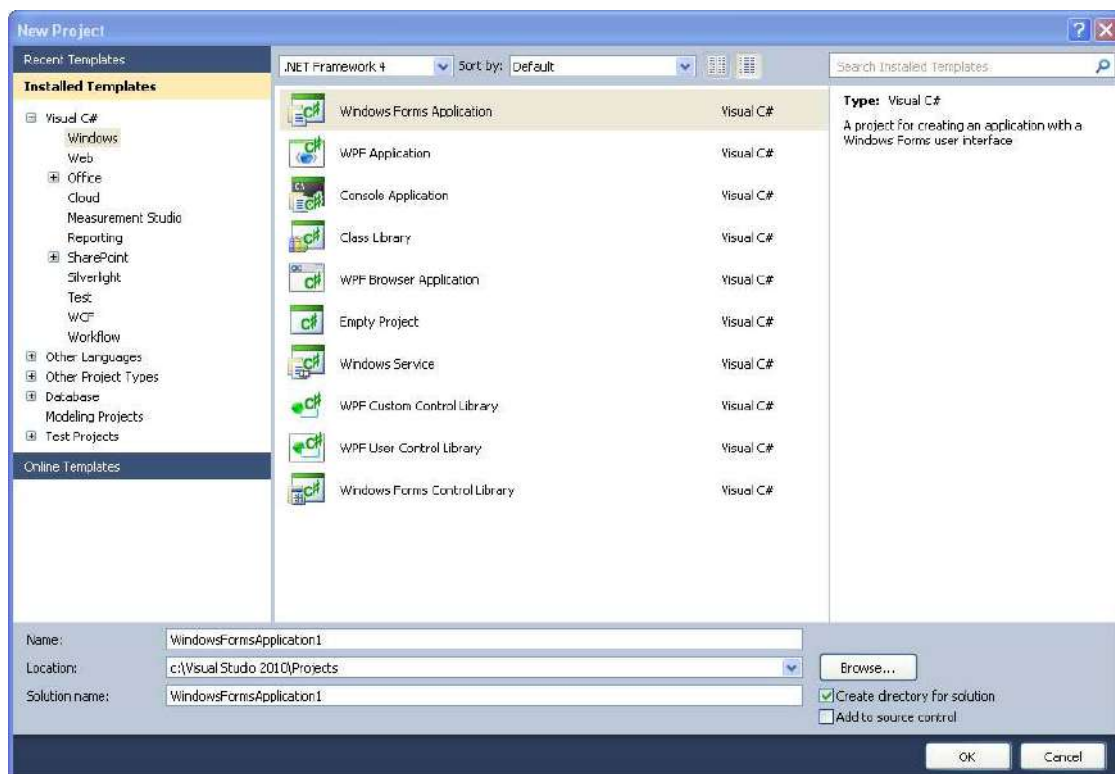 New Project
Recent Templates
Installed Templates
Visual C#
Windows
Web
Office
Cloud
Measurement Studio
Reporting
SharePoint
Silverlight
Test
WCF
Workflow
Other Languages
Other Project Types
Database
Modeling Projects
Test Projects
Online Templates
.NET Framework 4 Sort by: Default
Windows Forms Application Visual C#
WPF Application Visual C#
Console Application Visual C#
Class Library Visual C#
WPF Browser Application Visual C#
Empty Project Visual C#
Windows Service Visual C#
WPF Custom Control Library Visual C#
WPF User Control Library Visual C#
Windows Forms Control Library Visual C#
Search Installed Templates
Type: Visual C#
A project for creating an application with a
Windows Forms user interface
Name: WindowsFormsApplication1
Location: c:\Visual Studio 2010\Projects Browse...
Solution name: WindowsFormsApplication1 Create directory for solution
Add to source control
OK Cancel